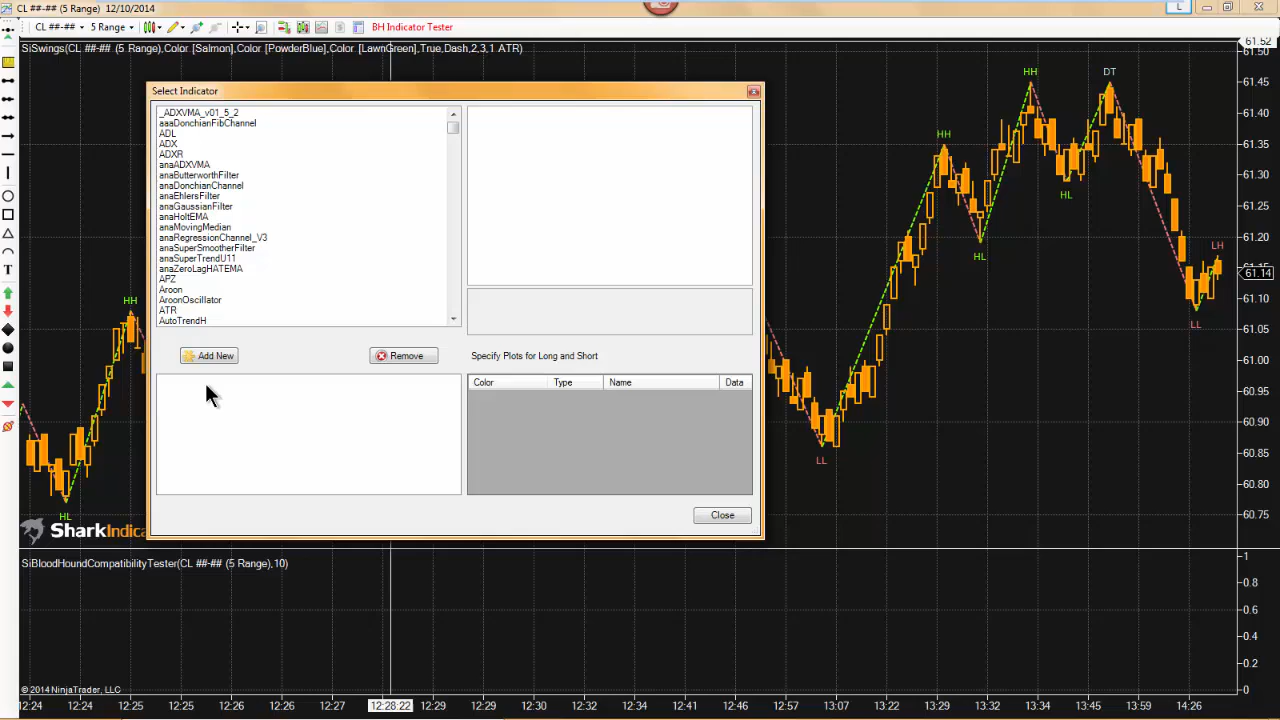 CL ##-## (5 Range) 12/10/2014
L
CL ##-##
5 Range
BH Indicator Tester
SiSwings(CL ##-## (5 Range),Color [Salmon],Color [PowderBlue],Color [LawnGreen],True,Dash,2,3,1 ATR)
Select Indicator
_ADXVMA_v01_5_2
aaaDonchianFibChannel
ADL
ADX
ADXR
anaADXVMA
anaButterworthFilter
anaDonchianChannel
anaEhlersFilter
anaGaussianFilter
anaHoltEMA
anaMovingMedian
anaRegressionChannel_V3
anaSuperSmootherFilter
anaSuperTrendU11
anaZeroLagHATEMA
APZ
Aroon
AroonOscillator
ATR
AutoTrendH
Add New
Remove
Specify Plots for Long and Short
Color Type Name Data
Close
T
HH
HL
SharkIndic
LL
HH
HL
HH
HL
DT
LH
LL
61.52
61.50
61.45
61.40
61.35
61.30
61.25
61.20
61.14
61.10
61.05
61.00
60.95
60.90
60.85
60.80
60.75
SiBloodHoundCompatibilityTester(CL ##-## (5 Range),10)
1
0.8
0.6
0.4
0.2
0
© 2014 NinjaTrader, LLC
12:24 12:24 12:25 12:25 12:26 12:26 12:27 12:28:22 12:29 12:29 12:32 12:34 12:41 12:46 12:57 13:07 13:22 13:29 13:32 13:34 13:45 13:59 14:26